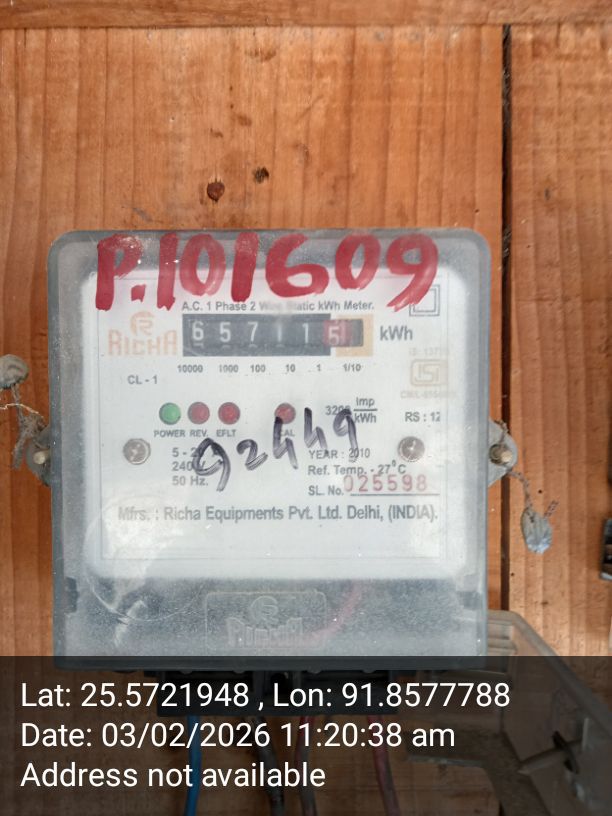 P.101609
A.C. 1 Phase 2 Wire Static kWh Meter.
RICHA
657115 kWh
10000 1000 100 10 1 1/10
CL - 1
3200 Imp/kWh
POWER REV. EFLT CAL
RS : 12
92449
5 - 20 A
240 V
50 Hz.
YEAR : 2010
Ref. Temp. - 27°C
SL. No. 025598
Mfrs. : Richa Equipments Pvt. Ltd. Delhi, (INDIA).
RICHA
Lat: 25.5721948 , Lon: 91.8577788
Date: 03/02/2026 11:20:38 am
Address not available